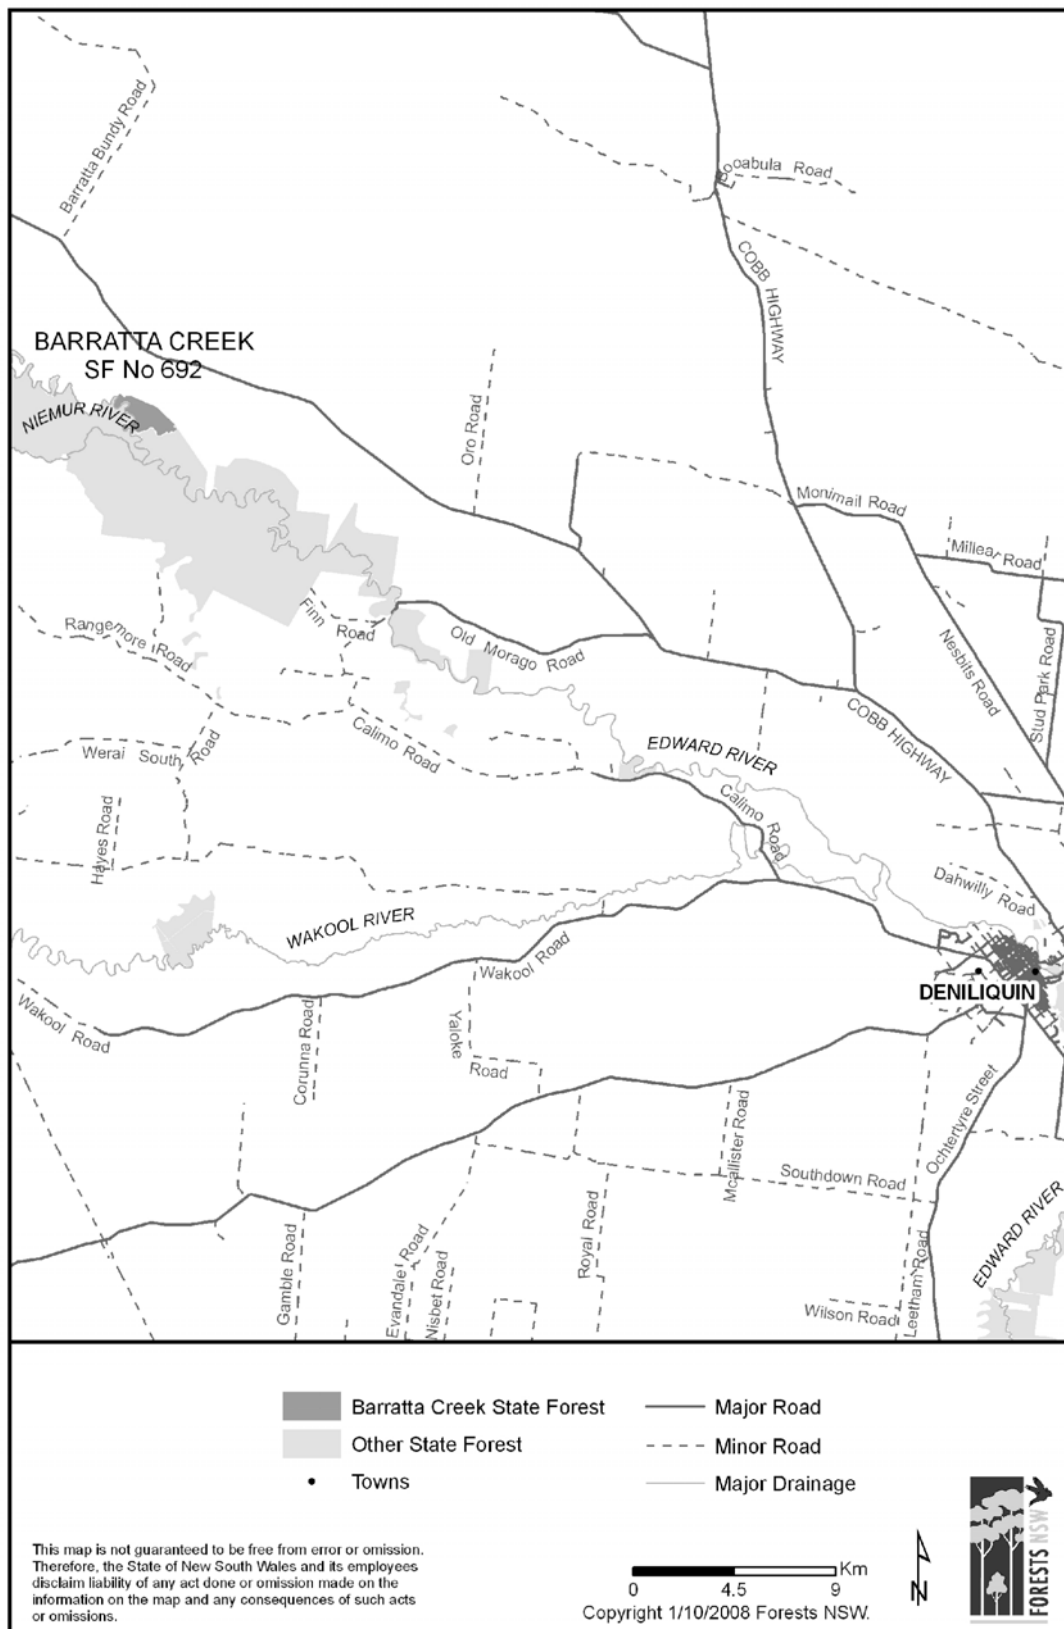 Barratta Bundy Road
Booabula Road
COBB HIGHWAY
BARRATTA CREEK
SF No 692
NIEMUR RIVER
Oro Road
Monimail Road
Millear Road
Rangemore Road
Finn Road
Old Morago Road
Nesbits Road
Stud Park Road
Werai South Road
Calimo Road
EDWARD RIVER
COBB HIGHWAY
Calimo Road
Hayes Road
Dahwilly Road
WAKOOL RIVER
Wakool Road
DENILIQUIN
Wakool Road
Corunna Road
Yaloke
Road
Mcallister Road
Ochtertyre Street
Southdown Road
EDWARD RIVER
Gamble Road
Evandale Road
Nisbet Road
Royal Road
Leetham Road
Wilson Road
Barratta Creek State Forest
Major Road
Other State Forest
Minor Road
Towns
Major Drainage
This map is not guaranteed to be free from error or omission.
Therefore, the State of New South Wales and its employees
disclaim liability of any act done or omission made on the
information on the map and any consequences of such acts
or omissions.
Km
0 4.5 9
Copyright 1/10/2008 Forests NSW.
N
FORESTS NSW